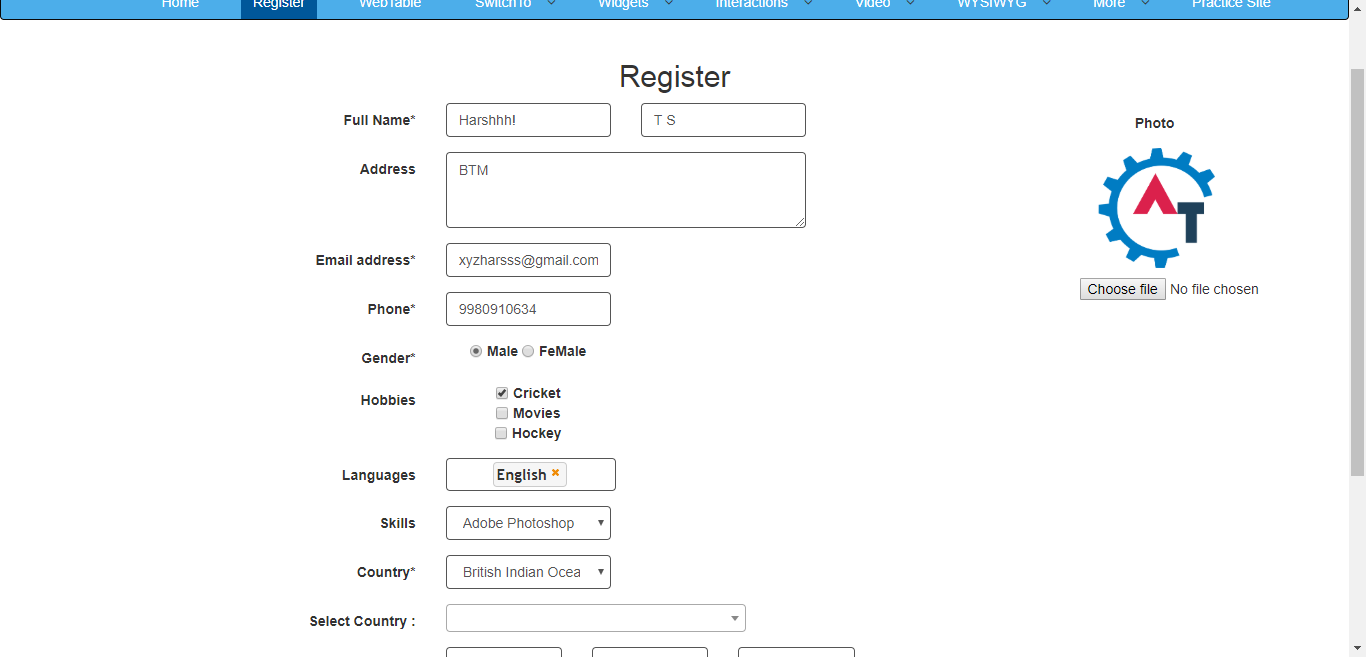 Home Register WebTable SwitchTo Widgets Interactions Video WYSIWYG More Practice Site
Register
Full Name* Harshhh! T S
Photo
Address BTM
AT
Email address* xyzharsss@gmail.com
Choose file No file chosen
Phone* 9980910634
Gender* Male FeMale
Hobbies Cricket
Movies
Hockey
Languages English
Skills Adobe Photoshop
Country* British Indian Ocea
Select Country :